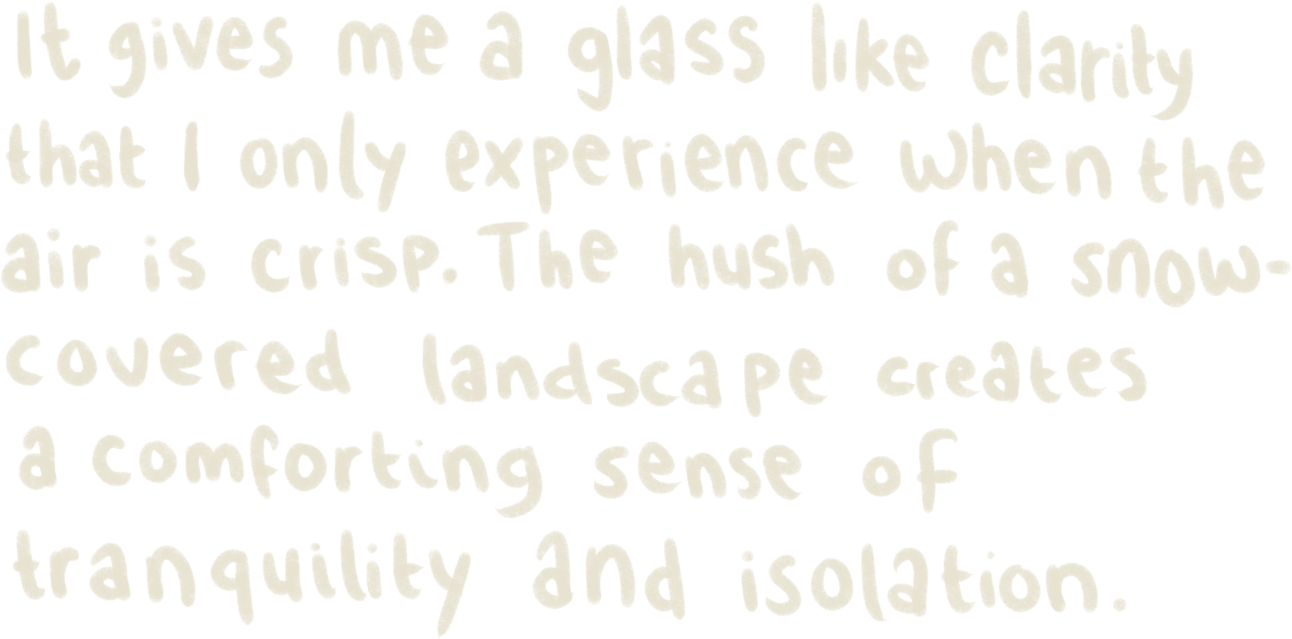 It gives me a glass like clarity
that I only experience when the
air is crisp. The hush of a snow-
covered landscape creates
a comforting sense of
tranquility and isolation.